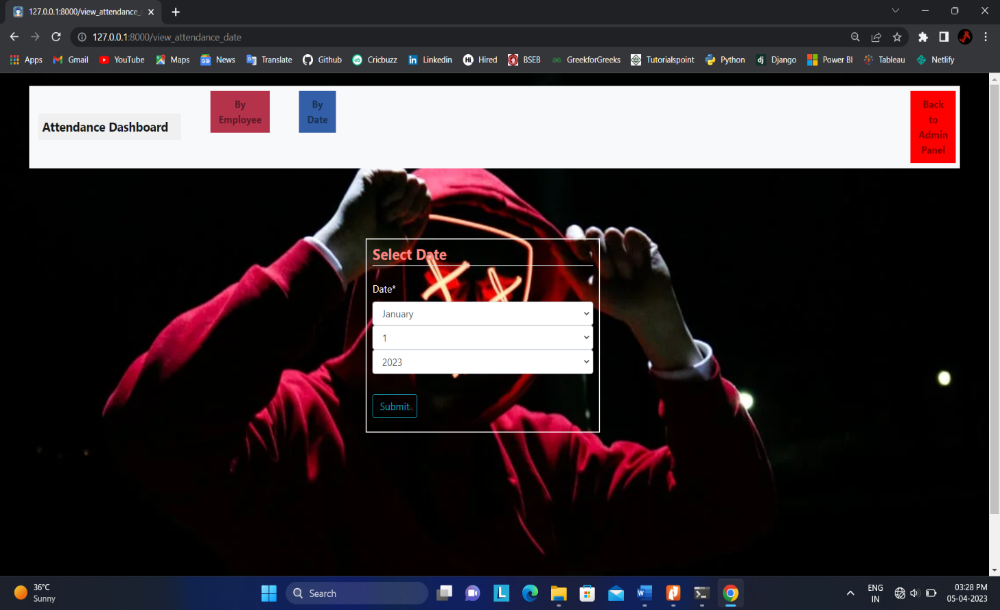 127.0.0.1:8000/view_attendance_
127.0.0.1:8000/view_attendance_date
Apps Gmail YouTube Maps News Translate Github Cricbuzz Linkedin Hired BSEB GreekforGreeks Tutorialspoint Python Django Power BI Tableau Netlify
Attendance Dashboard
By
Employee
By
Date
Back
to
Admin
Panel
Select Date
Date*
January
1
2023
Submit
36°C
Sunny
Search
ENG
IN
03:28 PM
05-04-2023